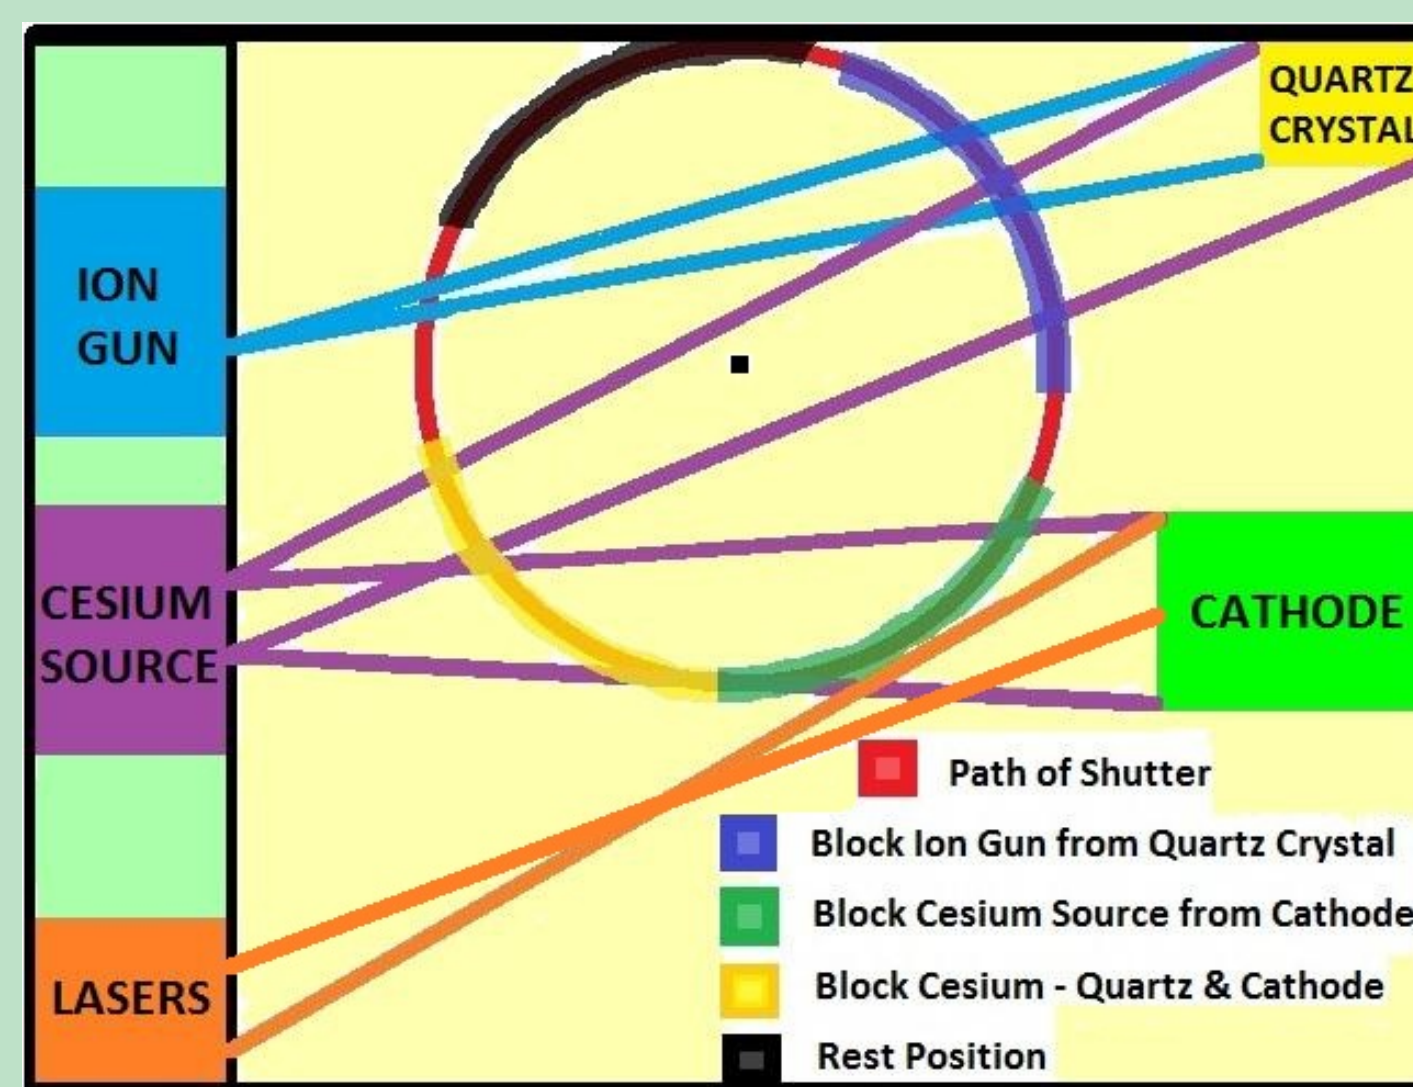 QUARTZ
CRYSTAL
ION
GUN
CESIUM
SOURCE
CATHODE
Path of Shutter
Block Ion Gun from Quartz Crystal
Block Cesium Source from Cathode
LASERS
Block Cesium - Quartz & Cathode
Rest Position